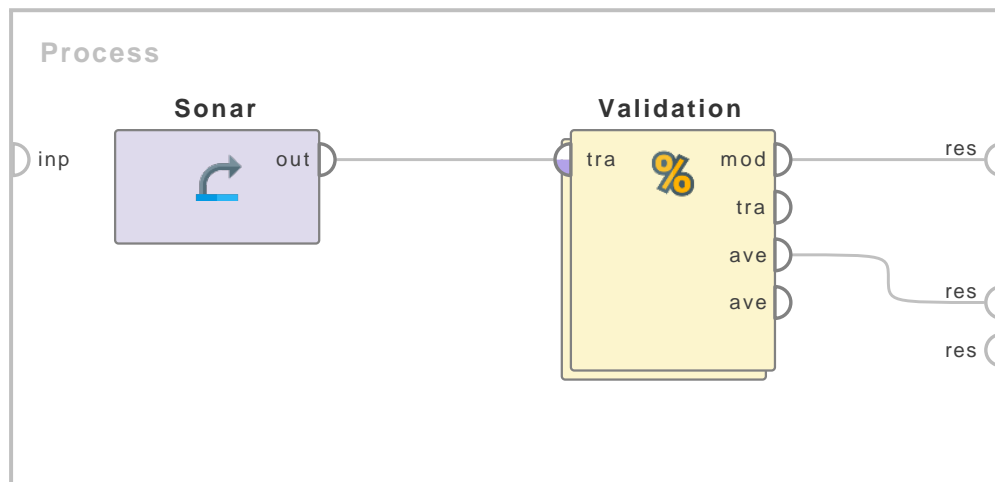 Process
Sonar
Validation
inp
out
tra
mod
res
tra
ave
res
ave
res